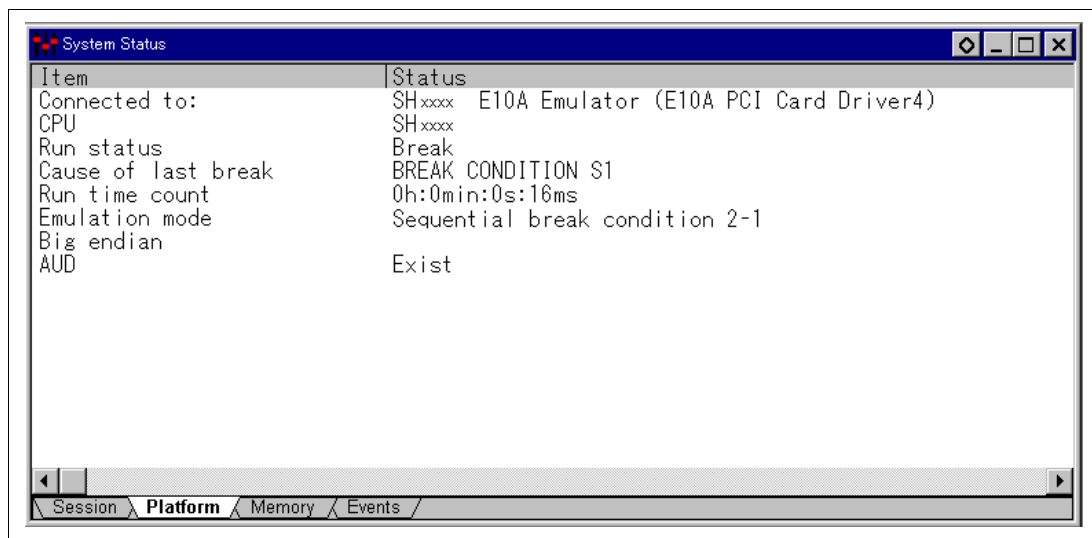 System Status
Item Status
Connected to: SHxxxx E10A Emulator (E10A PCI Card Driver4)
CPU SHxxxx
Run status Break
Cause of last break BREAK CONDITION S1
Run time count 0h:0min:0s:16ms
Emulation mode Sequential break condition 2-1
Big endian
AUD Exist
Session Platform Memory Events